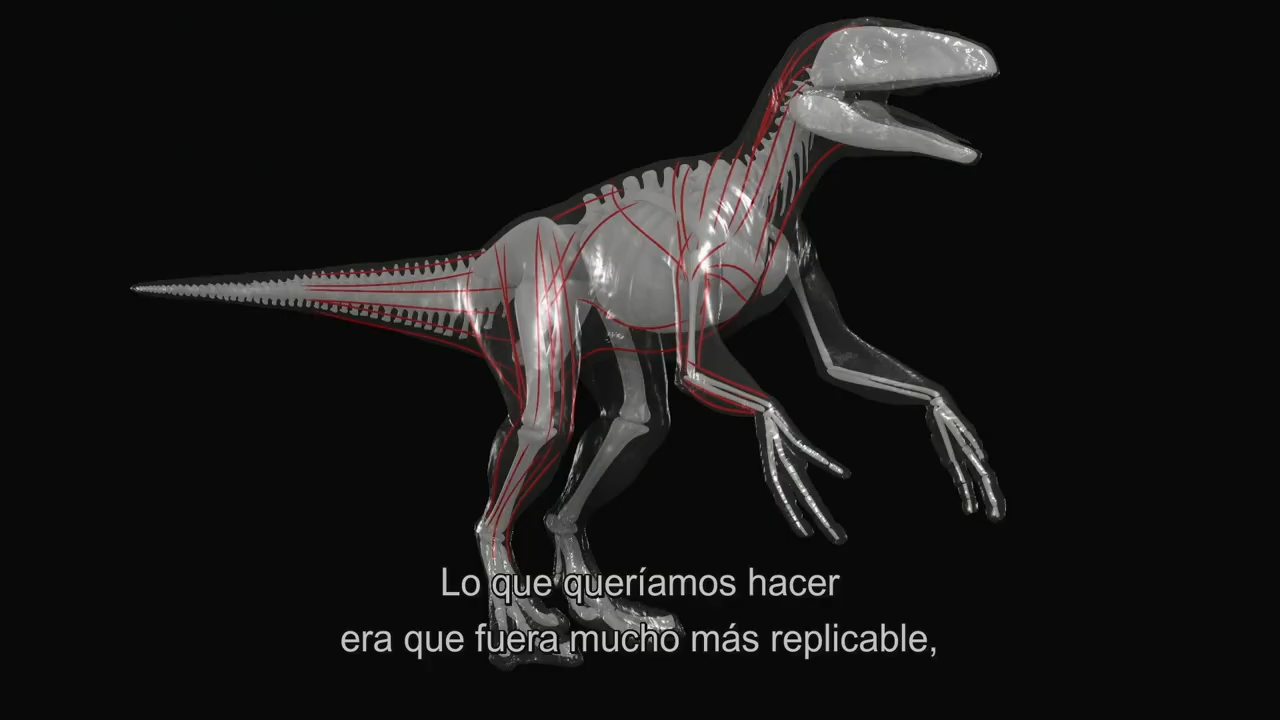 Lo que queríamos hacer
era que fuera mucho más replicable,